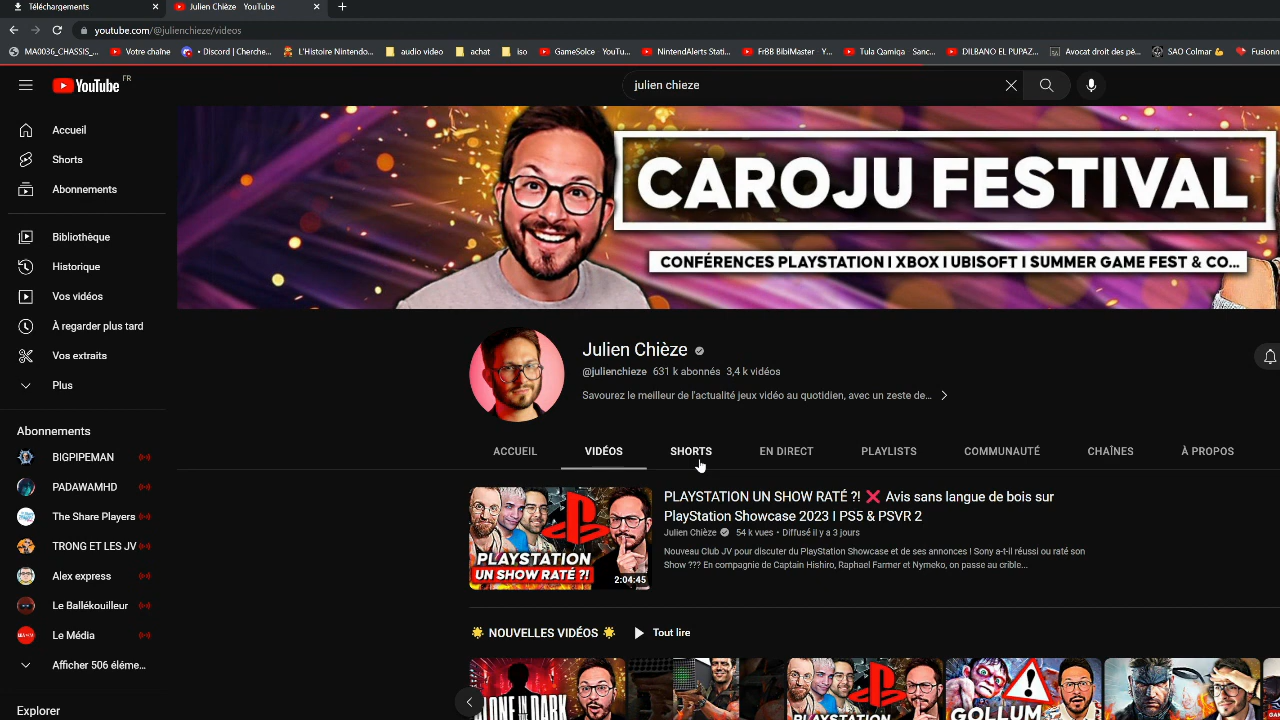 Téléchargements
Julien Chièze YouTube
youtube.com/@julienchieze/videos
MA0036_CHASSIS_...
Votre chaîne
• Discord | Cherche...
L'Histoire Nintendo...
audio video
achat
iso
GameSolce YouTu...
NintendAlerts Stati...
FrBB BibiMaster Y...
Tula Qamiqa Sanc...
DILBANO EL PUPAZ...
Avocat droit des pè...
SAO Colmar
Fusionn
YouTube FR
julien chieze
Accueil
Shorts
Abonnements
Bibliothèque
Historique
Vos vidéos
À regarder plus tard
Vos extraits
Plus
Abonnements
BIGPIPEMAN
PADAWAMHD
The Share Players
TRONG ET LES JV
Alex express
Le Ballékouilleur
Le Média
Afficher 506 éléme...
Explorer
CAROJU FESTIVAL
CONFÉRENCES PLAYSTATION I XBOX I UBISOFT I SUMMER GAME FEST & CO...
Julien Chièze
@julienchieze 631 k abonnés 3,4 k vidéos
Savourez le meilleur de l'actualité jeux vidéo au quotidien, avec un zeste de...
ACCUEIL
VIDÉOS
SHORTS
EN DIRECT
PLAYLISTS
COMMUNAUTÉ
CHAÎNES
À PROPOS
PLAYSTATION
UN SHOW RATÉ ?!
2:04:45
PLAYSTATION UN SHOW RATÉ ?! ❌ Avis sans langue de bois sur
PlayStation Showcase 2023 I PS5 & PSVR 2
Julien Chièze 54 k vues • Diffusé il y a 3 jours
Nouveau Club JV pour discuter du PlayStation Showcase et de ses annonces ! Sony a-t-il réussi ou raté son
Show ??? En compagnie de Captain Hishiro, Raphael Farmer et Nymeko, on passe au crible...
🌟 NOUVELLES VIDÉOS 🌟
Tout lire
ALONE IN THE DARK
PLAYSTATION
GOLLUM